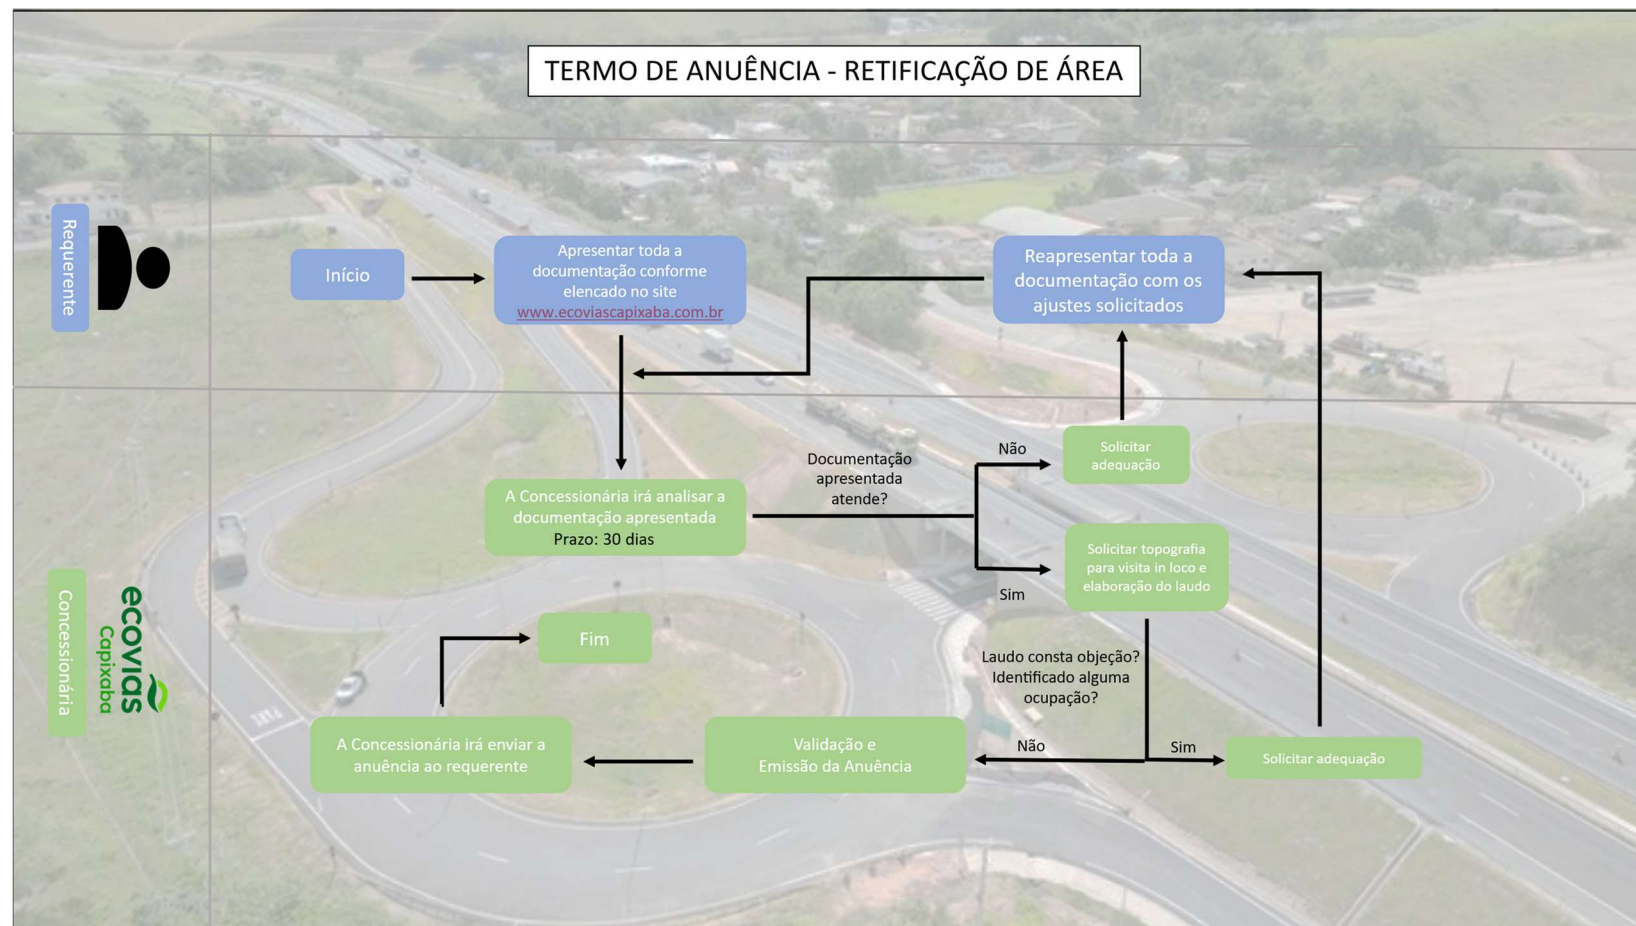 TERMO DE ANUÊNCIA - RETIFICAÇÃO DE ÁREA
Requerente
Início
Apresentar toda a
documentação conforme
elencado no site
www.ecoviascapixaba.com.br
Reapresentar toda a
documentação com os
ajustes solicitados
Concessionária
ecovias
Capixaba
A Concessionária irá analisar a
documentação apresentada
Prazo: 30 dias
Documentação
apresentada
atende?
Não
Solicitar
adequação
Sim
Solicitar topografia
para visita in loco e
elaboração do laudo
Laudo consta objeção?
Identificado alguma
ocupação?
Sim
Solicitar adequação
Não
Validação e
Emissão da Anuência
A Concessionária irá enviar a
anuência ao requerente
Fim
PARE